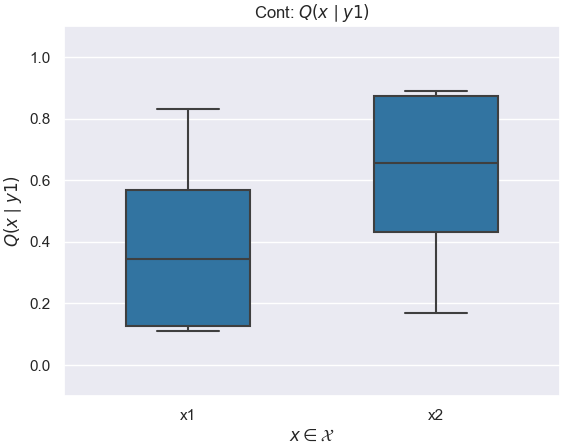 Cont: Q(x | y1)
Q(x | y1)
1.0
0.8
0.6
0.4
0.2
0.0
x1 x2
x ∈ 𝒳